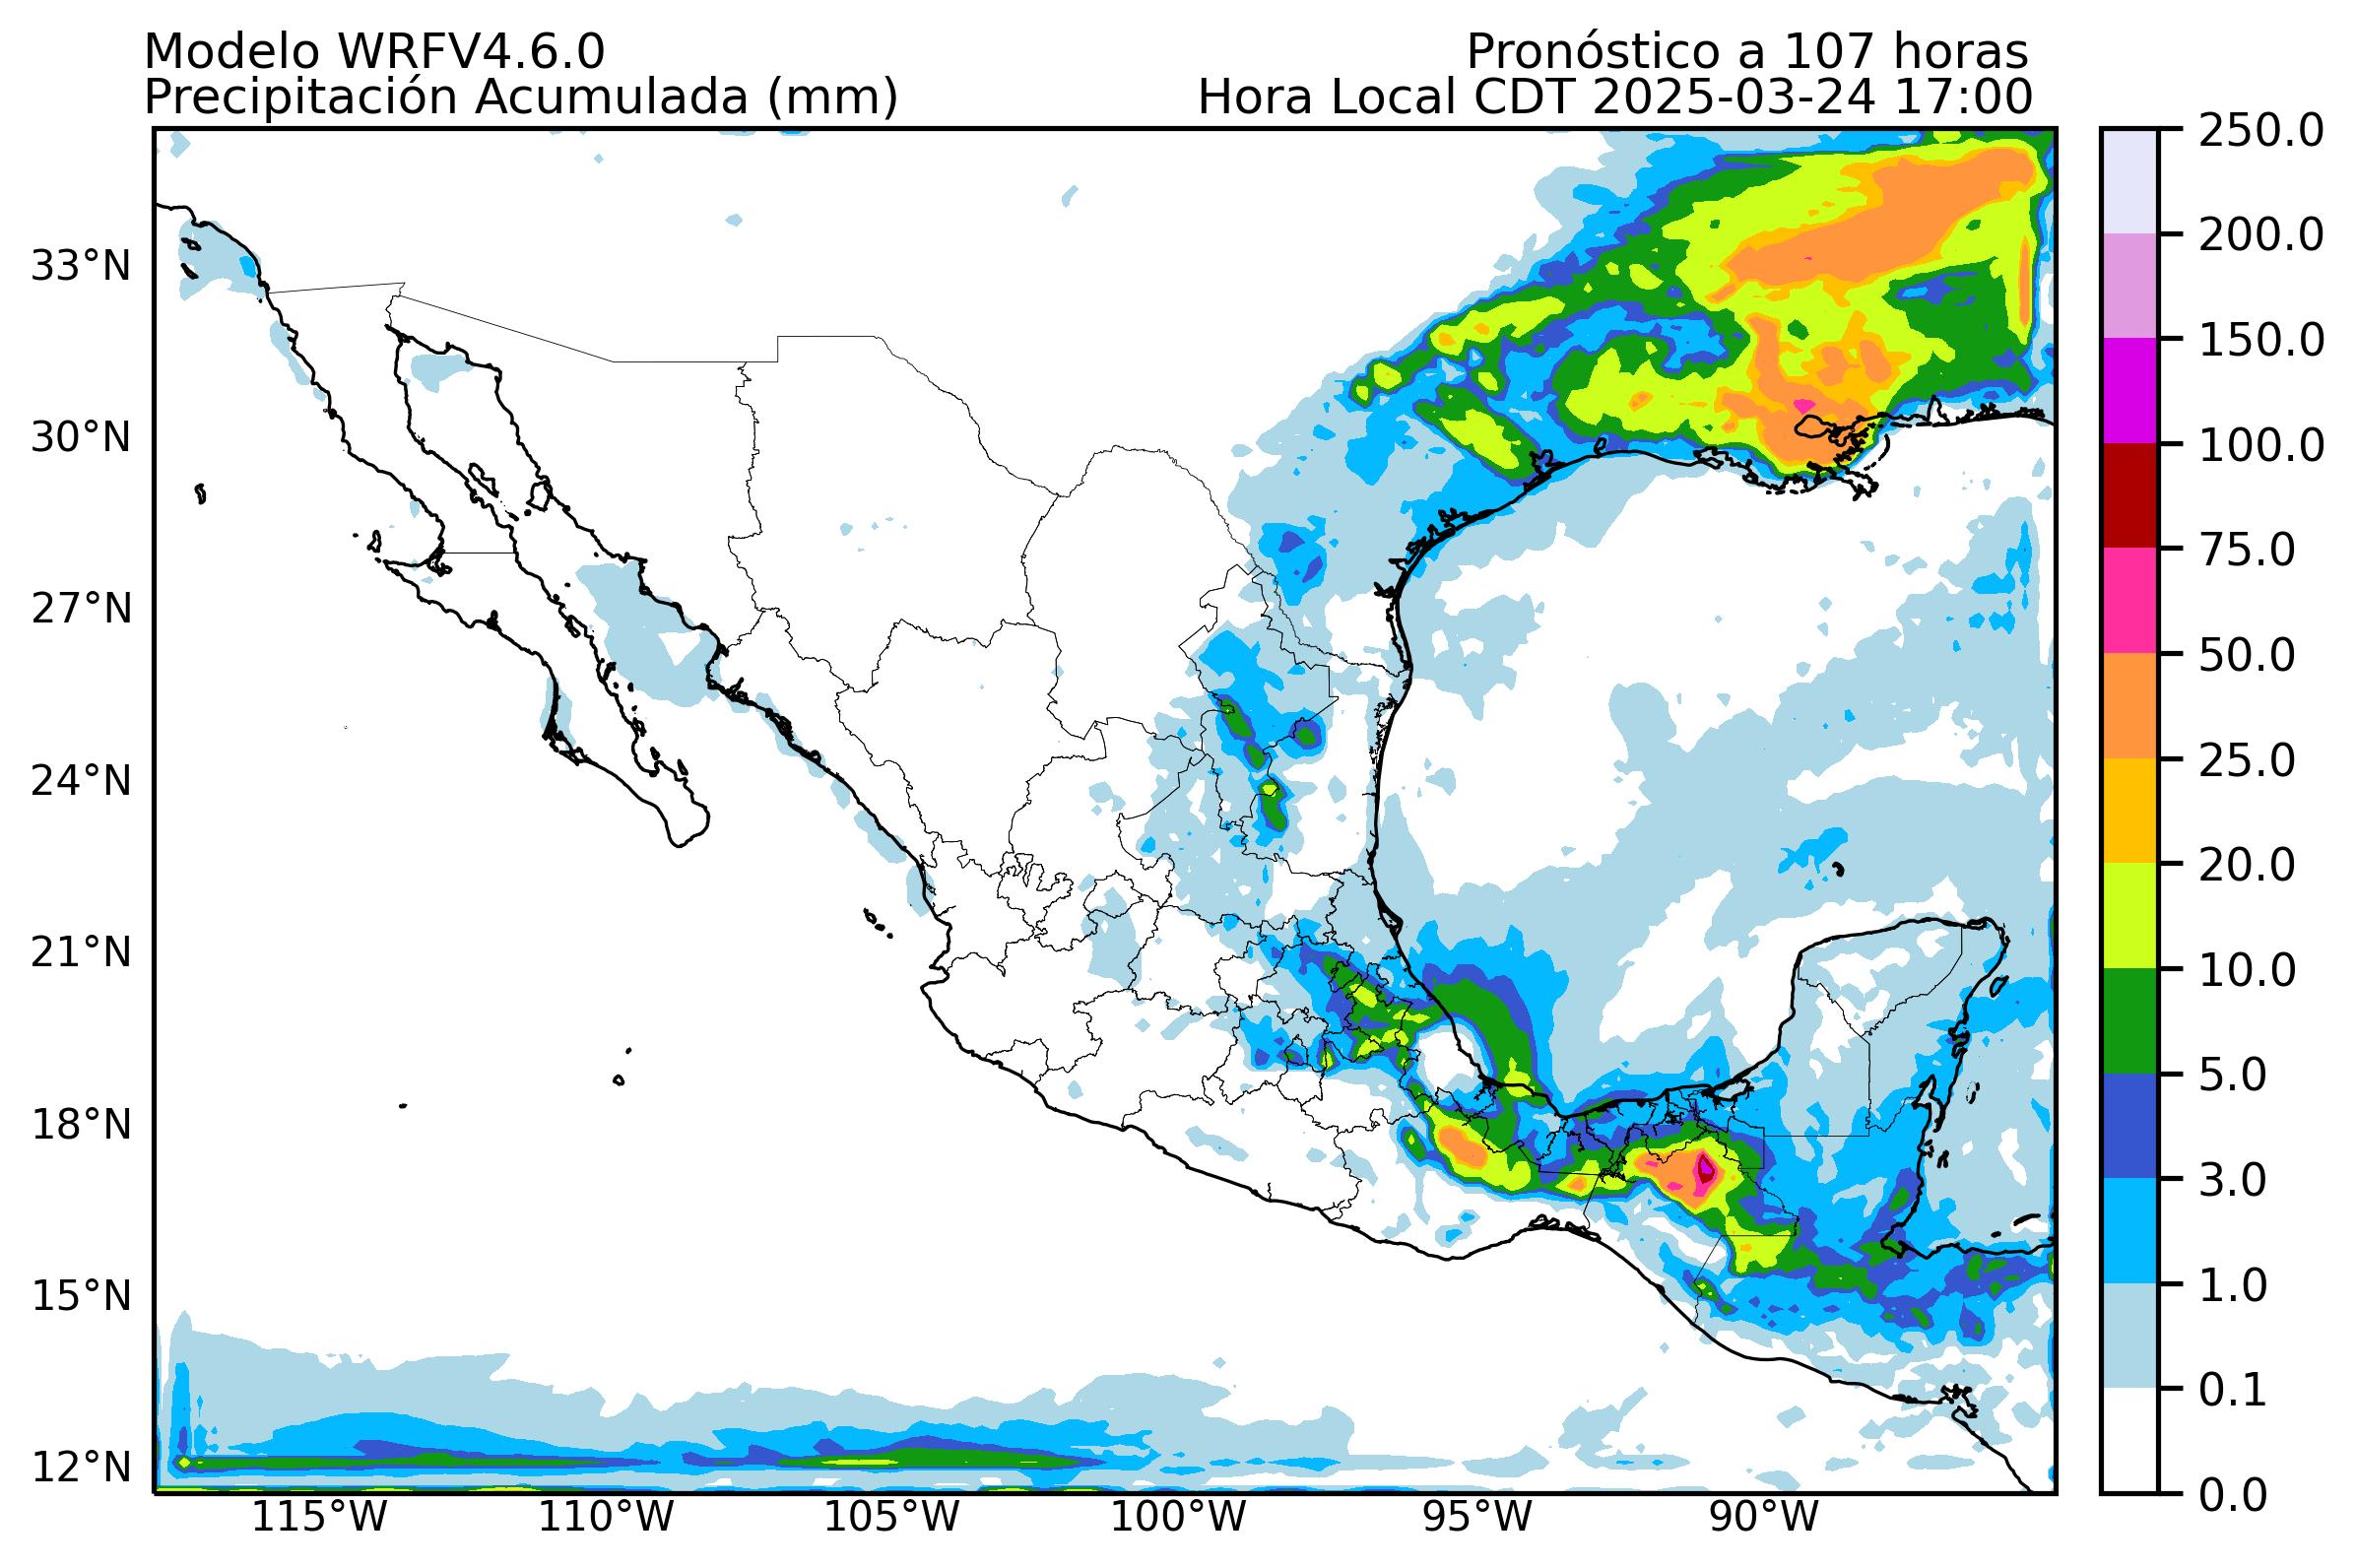 Modelo WRFV4.6.0
Pronóstico a 107 horas
Precipitación Acumulada (mm)
Hora Local CDT 2025-03-24 17:00
33°N
30°N
27°N
24°N
21°N
18°N
15°N
12°N
115°W
110°W
105°W
100°W
95°W
90°W
250.0
200.0
150.0
100.0
75.0
50.0
25.0
20.0
10.0
5.0
3.0
1.0
0.1
0.0